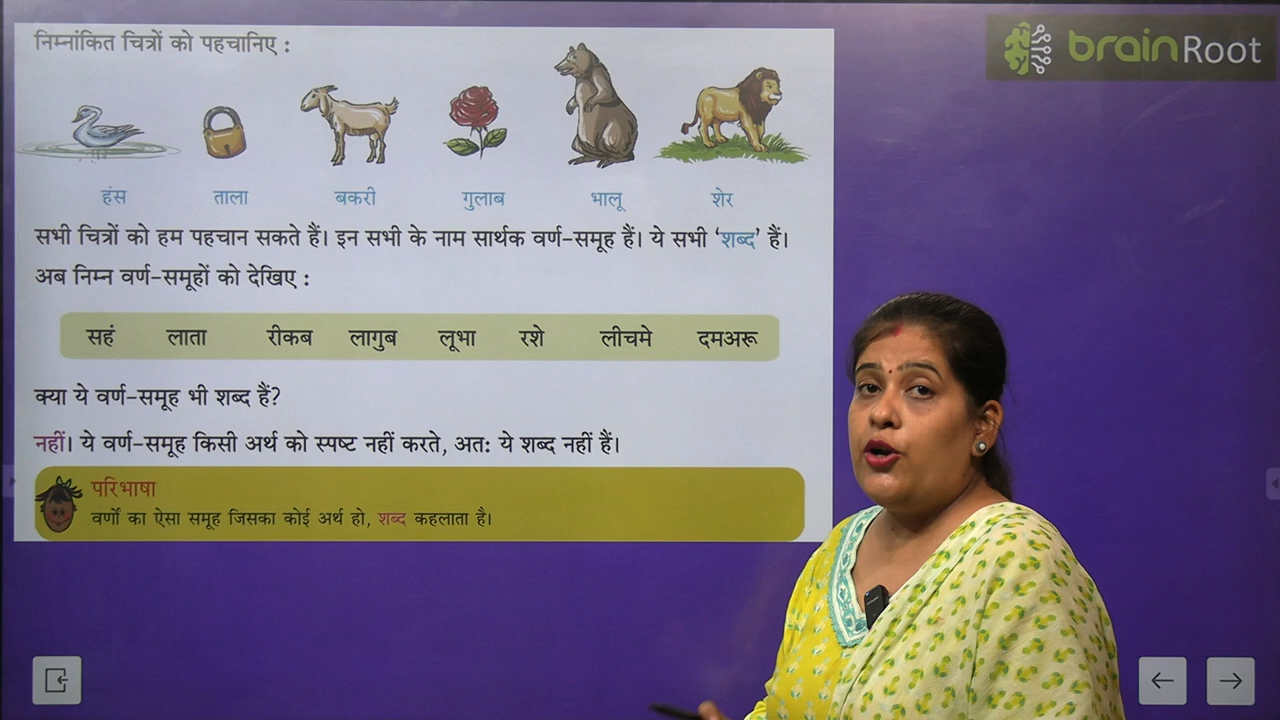 निम्नांकित चित्रों को पहचानिए :
brainRoot
हंस ताला बकरी गुलाब भालू शेर
सभी चित्रों को हम पहचान सकते हैं। इन सभी के नाम सार्थक वर्ण-समूह हैं। ये सभी ‘शब्द’ हैं।
अब निम्न वर्ण-समूहों को देखिए :
सहं लाता रीकब लागुब लूभा रशे लीचमे दमअरू
क्या ये वर्ण-समूह भी शब्द हैं?
नहीं। ये वर्ण-समूह किसी अर्थ को स्पष्ट नहीं करते, अतः ये शब्द नहीं हैं।
परिभाषा
वर्णों का ऐसा समूह जिसका कोई अर्थ हो, शब्द कहलाता है।